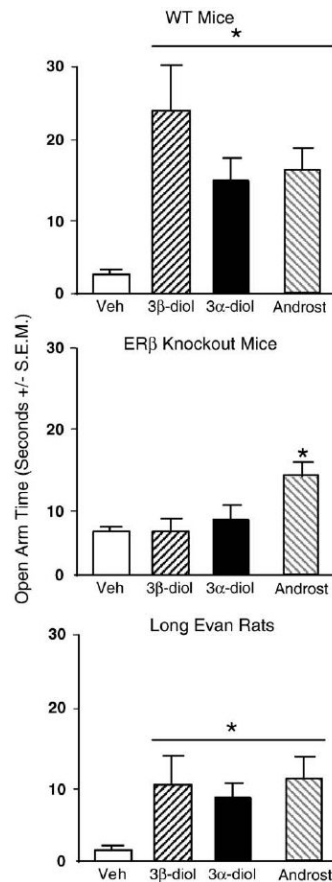 WT Mice
*
30
20
10
0
Veh 3β-diol 3α-diol Androst
ERβ Knockout Mice
30
20
*
10
0
Veh 3β-diol 3α-diol Androst
Long Evan Rats
30
20
*
10
0
Veh 3β-diol 3α-diol Androst
Open Arm Time (Seconds +/- S.E.M.)